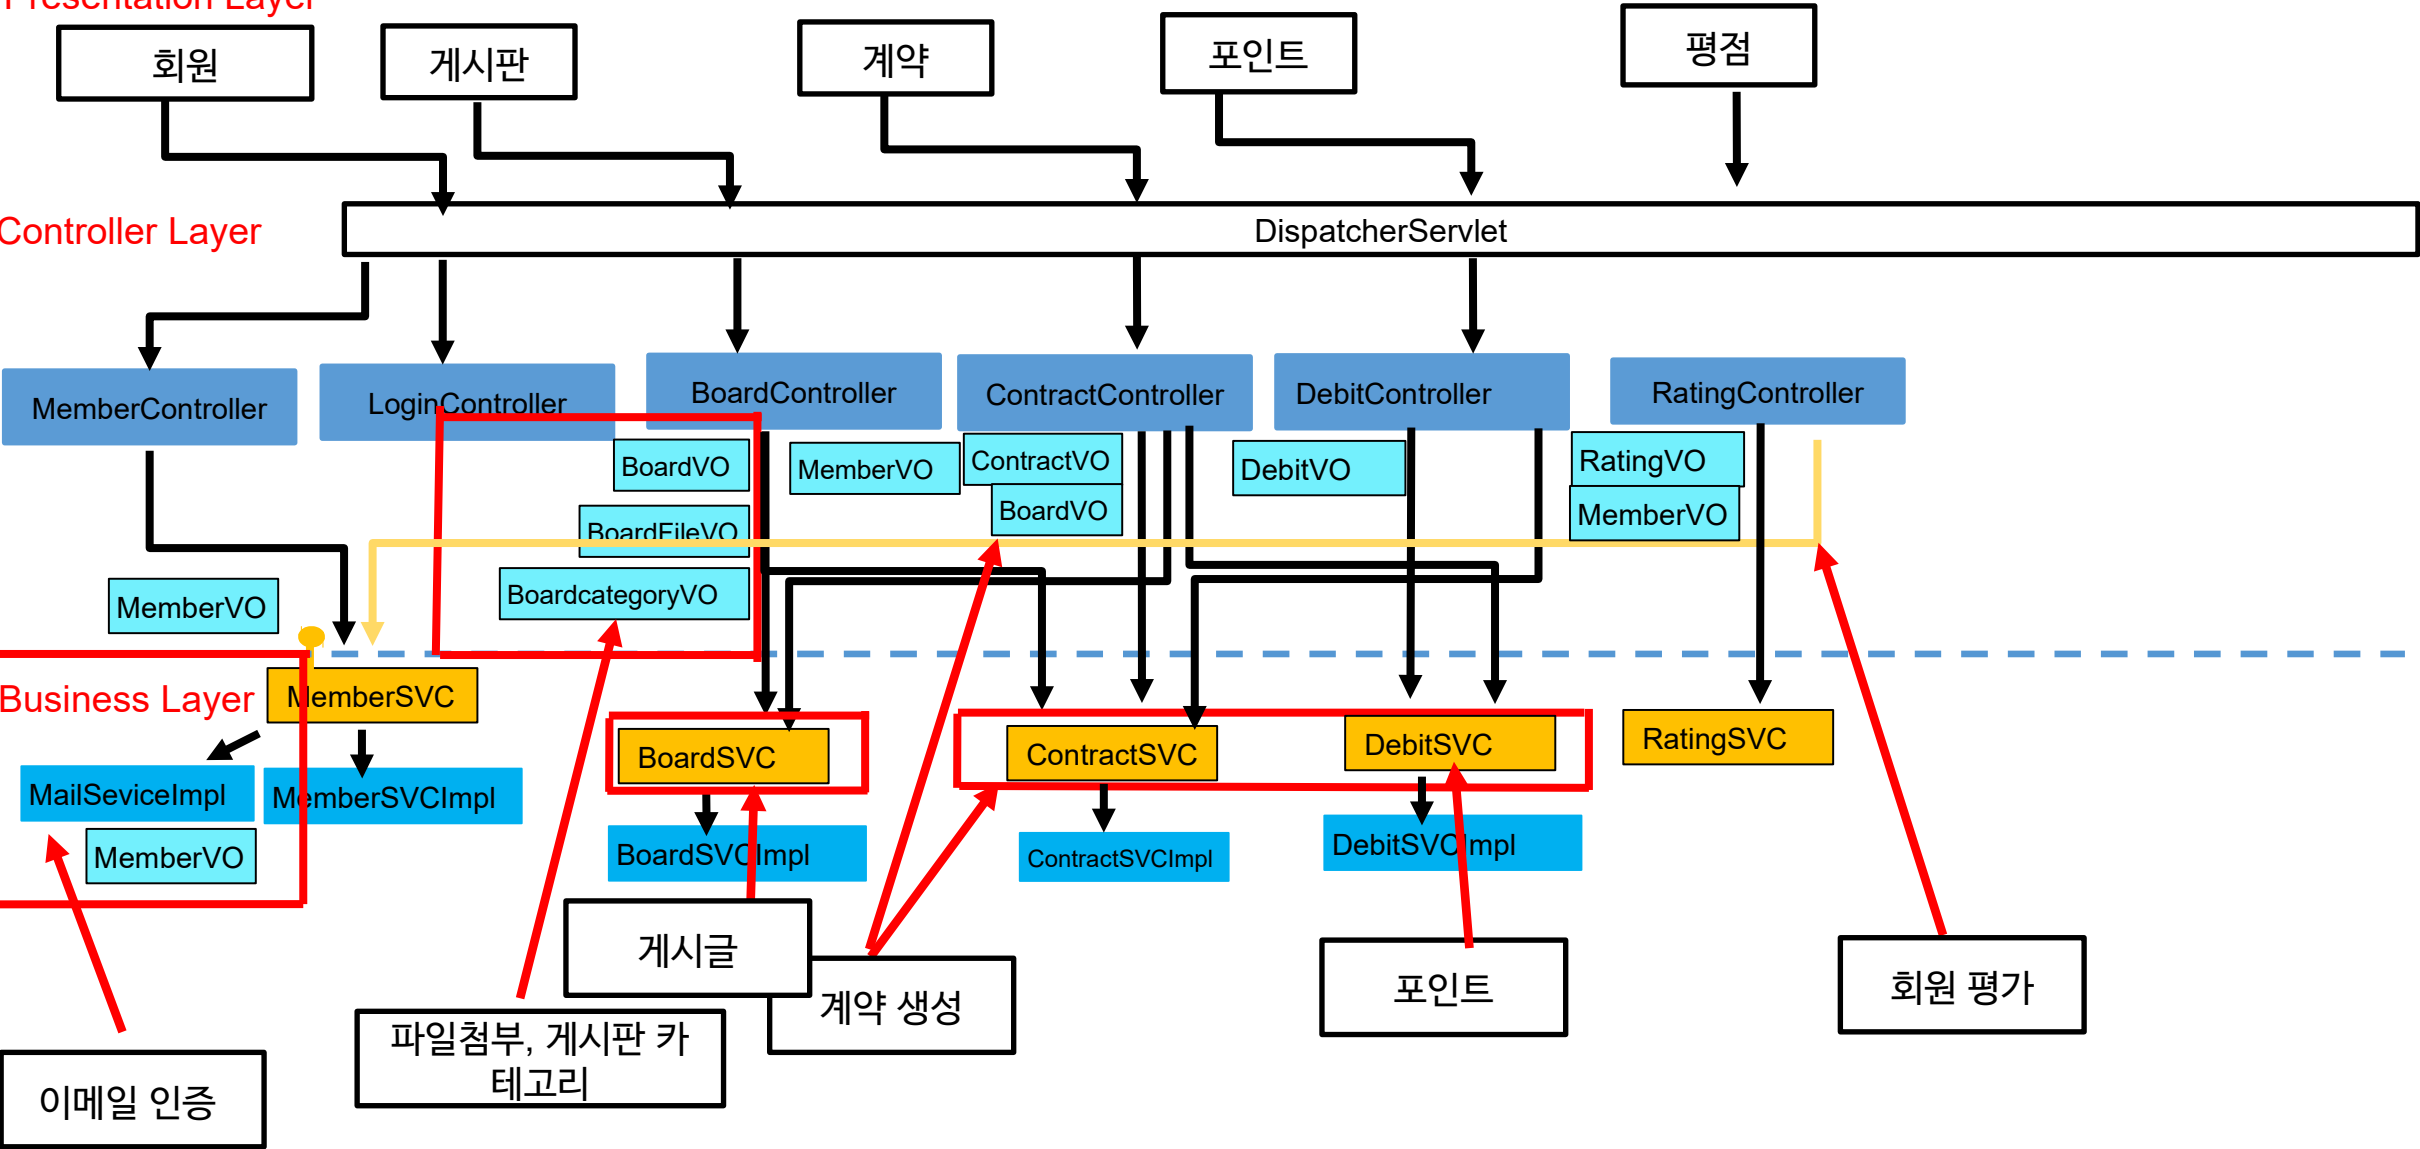 Presentation Layer
회원
게시판
계약
포인트
평점
Controller Layer
DispatcherServlet
MemberController
LoginController
BoardController
ContractController
DebitController
RatingController
BoardVO
MemberVO
ContractVO
DebitVO
RatingVO
BoardFileVO
BoardVO
MemberVO
MemberVO
BoardcategoryVO
Business Layer
MemberSVC
BoardSVC
ContractSVC
DebitSVC
RatingSVC
MailSeviceImpl
MemberSVCImpl
MemberVO
BoardSVCImpl
ContractSVCImpl
DebitSVCImpl
게시글
계약 생성
포인트
회원 평가
파일첨부, 게시판 카
테고리
이메일 인증